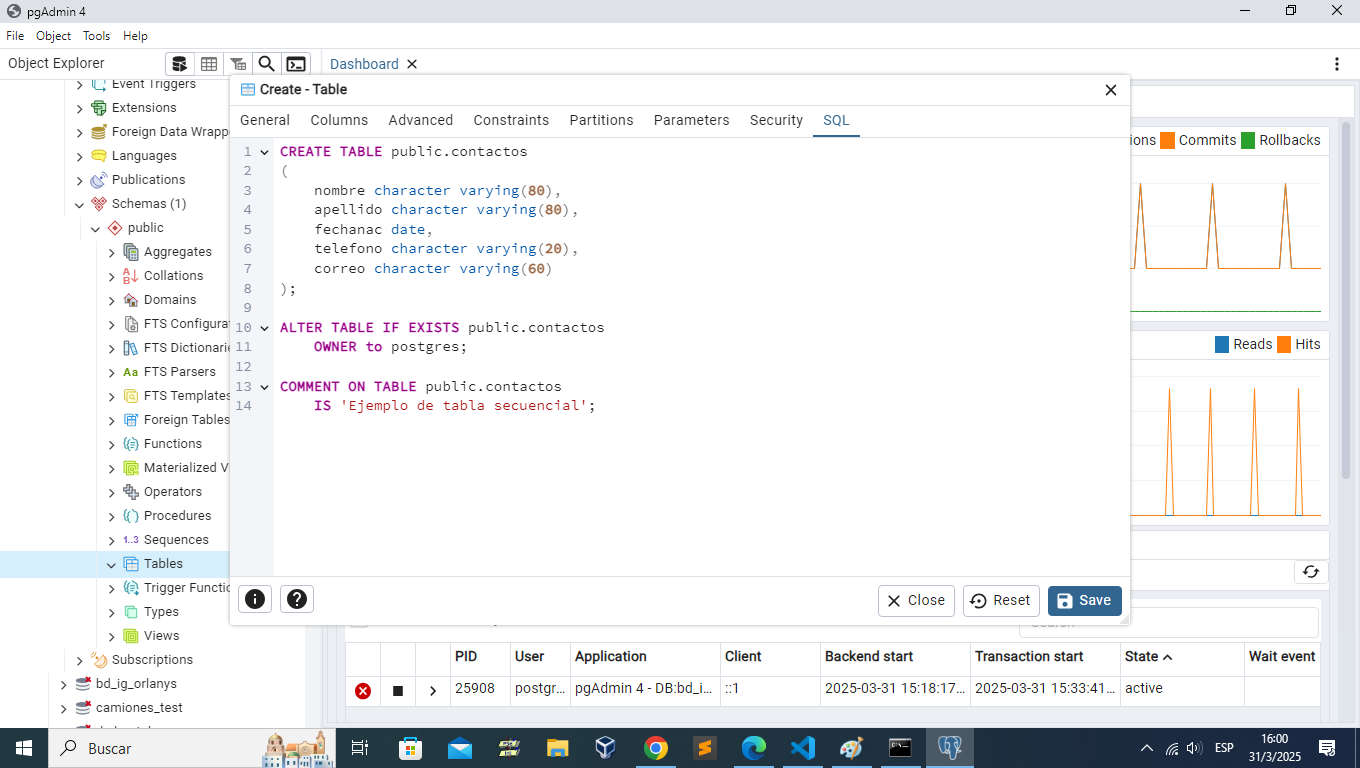 pgAdmin 4
File Object Tools Help
Object Explorer
Dashboard
Event Triggers
Extensions
Foreign Data Wrapp
Languages
Publications
Schemas (1)
public
Aggregates
Collations
Domains
FTS Configurat
FTS Dictionarie
FTS Parsers
FTS Templates
Foreign Tables
Functions
Materialized V
Operators
Procedures
1..3 Sequences
Tables
Trigger Functio
Types
Views
Subscriptions
bd_ig_orlanys
camiones_test
Create - Table
General Columns Advanced Constraints Partitions Parameters Security SQL
1 CREATE TABLE public.contactos
2 (
3 nombre character varying(80),
4 apellido character varying(80),
5 fechanac date,
6 telefono character varying(20),
7 correo character varying(60)
8 );
9
10 ALTER TABLE IF EXISTS public.contactos
11 OWNER to postgres;
12
13 COMMENT ON TABLE public.contactos
14 IS 'Ejemplo de tabla secuencial';
Close Reset Save
ions Commits Rollbacks
Reads Hits
Search
PID User Application Client Backend start Transaction start State Wait event
25908 postgr... pgAdmin 4 - DB:bd_i... ::1 2025-03-31 15:18:17... 2025-03-31 15:33:41... active
Buscar
ESP
16:00
31/3/2025